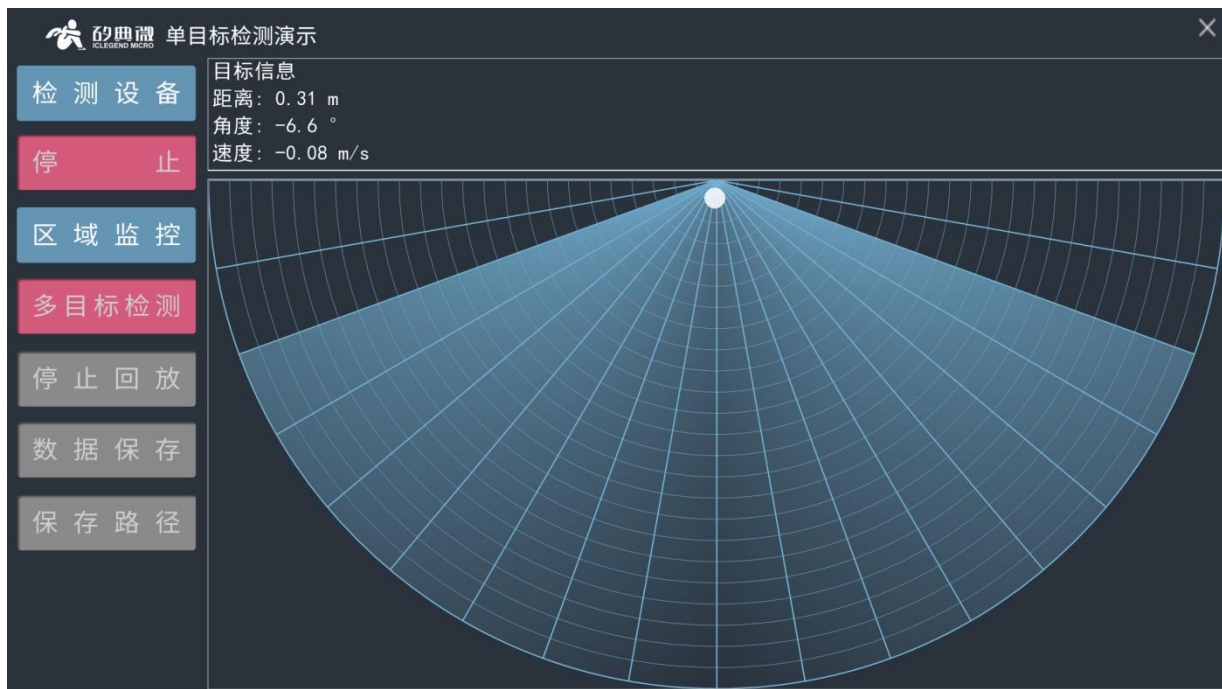 矽典微
ICLEGEND MICRO
单目标检测演示
检测设备
停止
区域监控
多目标检测
停止回放
数据保存
保存路径
目标信息
距离: 0.31 m
角度: -6.6 °
速度: -0.08 m/s